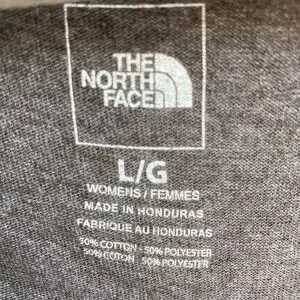 THE
NORTH
FACE
L/G
WOMENS / FEMMES
MADE IN HONDURAS
FABRIQUE AU HONDURAS
50% COTTON - 50% POLYESTER
50% COTON - 50% POLYESTER